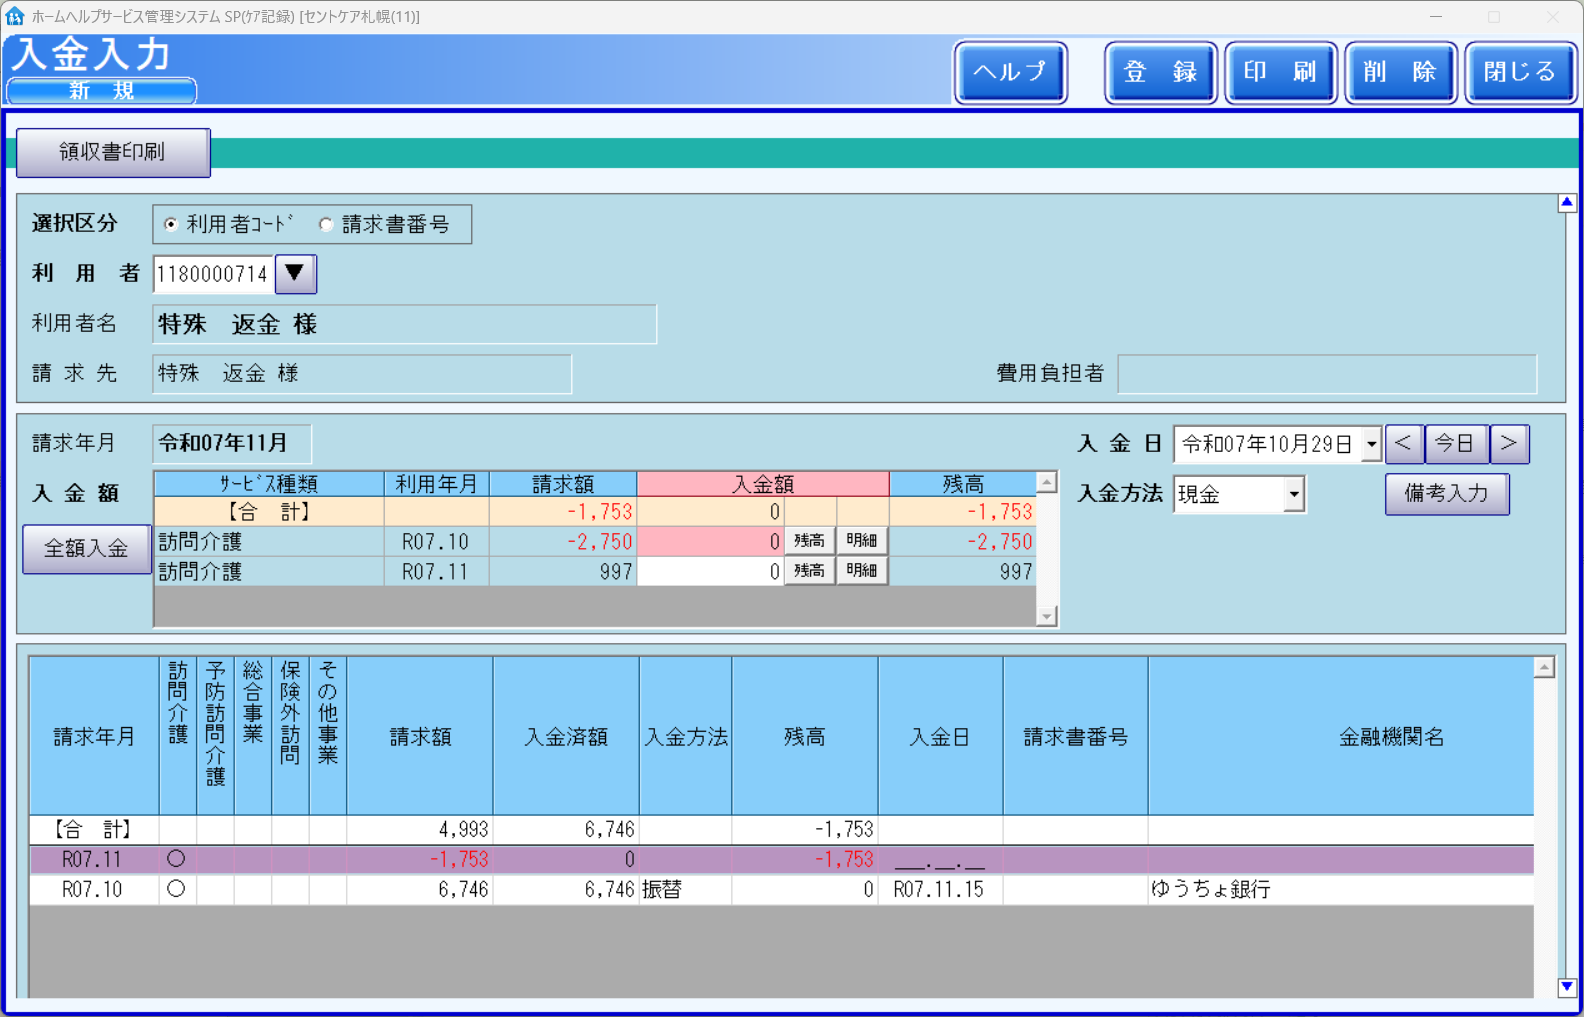 ホームヘルプサービス管理システム SP(ｹｱ記録) [セントケア札幌(11)]
入金入力
新 規
ヘルプ
登 録
印 刷
削 除
閉じる
領収書印刷
選択区分 利用者ｺｰﾄﾞ 請求書番号
利 用 者 1180000714 ▼
利用者名 特殊 返金 様
請 求 先 特殊 返金 様 費用負担者
請求年月 令和07年11月 入 金 日 令和07年10月29日 < 今日 >
入 金 額 入金方法 現金 備考入力
全額入金
ｻｰﾋﾞｽ種類 利用年月 請求額 入金額 残高
【合 計】 -1,753 0 -1,753
訪問介護 R07.10 -2,750 0 残高 明細 -2,750
訪問介護 R07.11 997 0 残高 明細 997
請求年月 訪問介護 予防訪問介護 総合事業 保険外訪問 その他事業 請求額 入金済額 入金方法 残高 入金日 請求書番号 金融機関名
【合 計】 4,993 6,746 -1,753
R07.11 ○ -1,753 0 -1,753 __.__.__
R07.10 ○ 6,746 6,746 振替 0 R07.11.15 ゆうちょ銀行